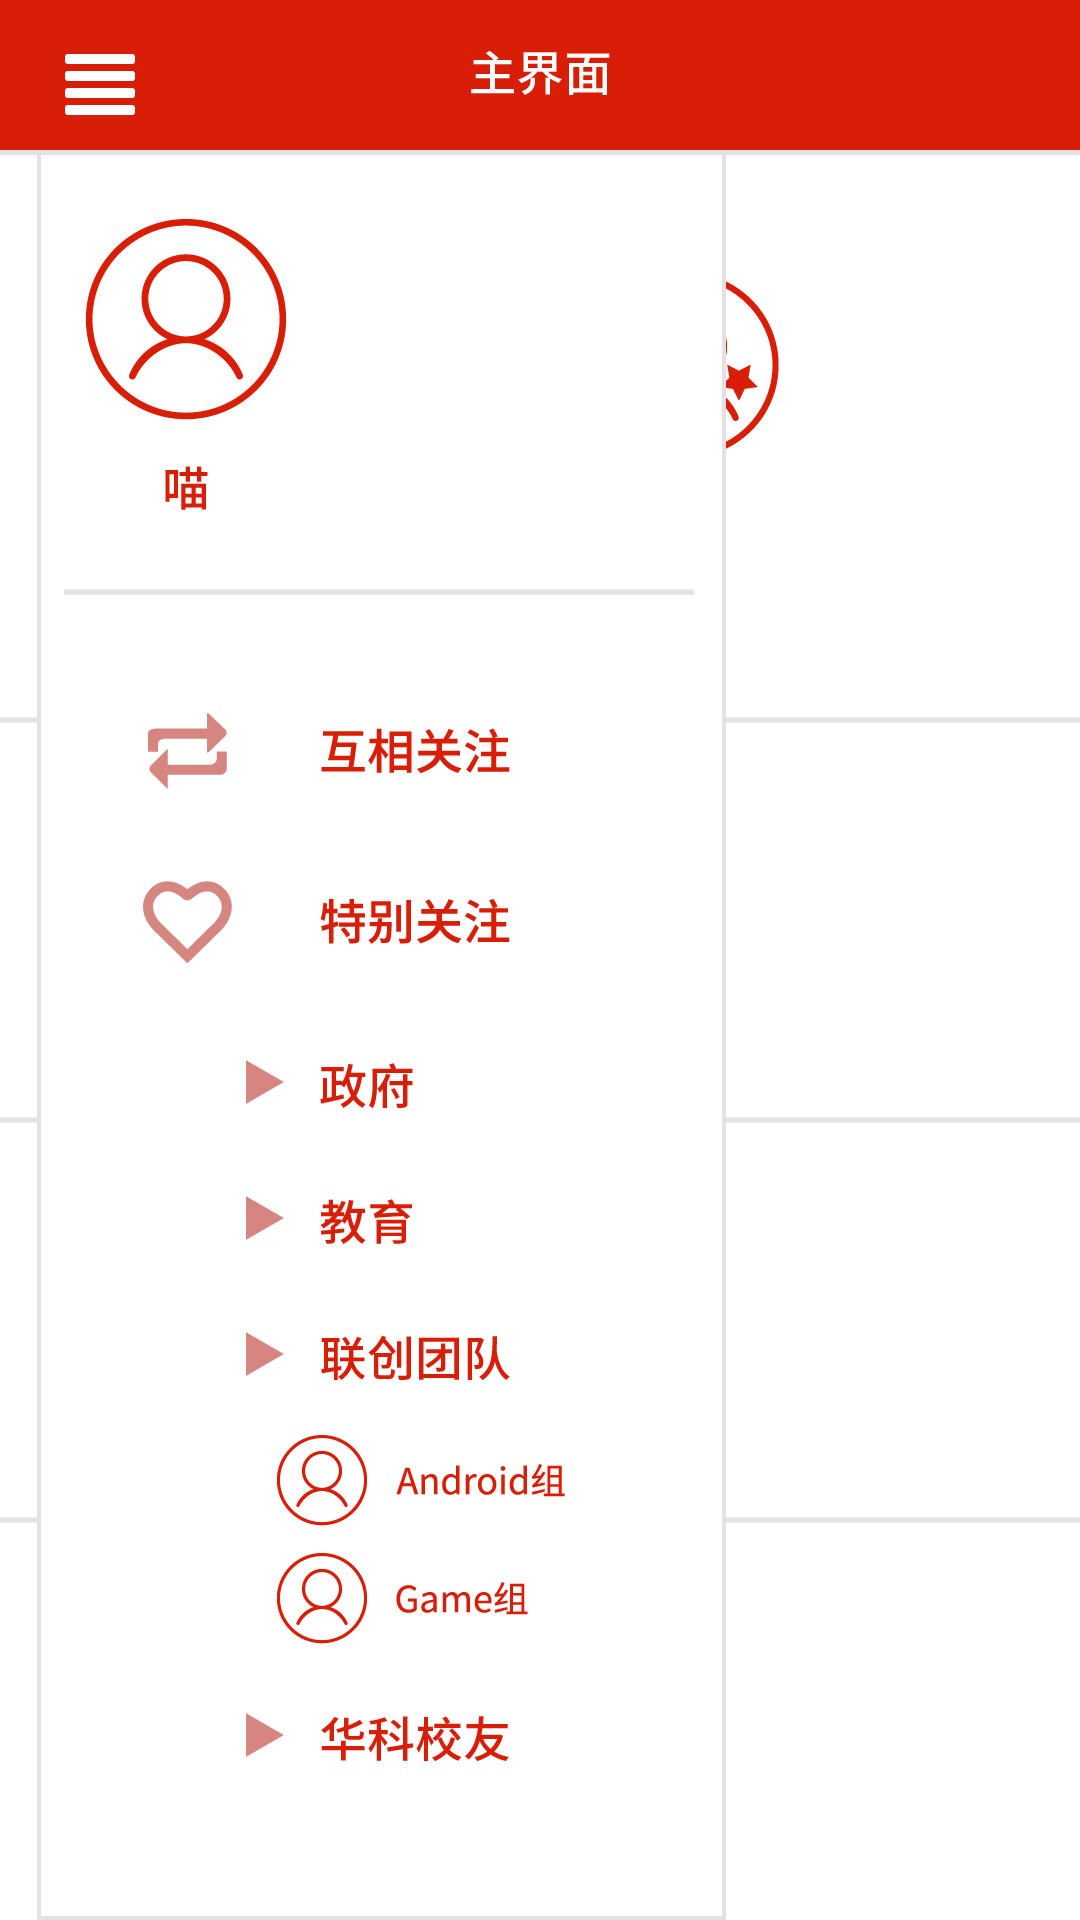 主界面
喵
互相关注
特别关注
政府
教育
联创团队
Android组
Game组
华科校友